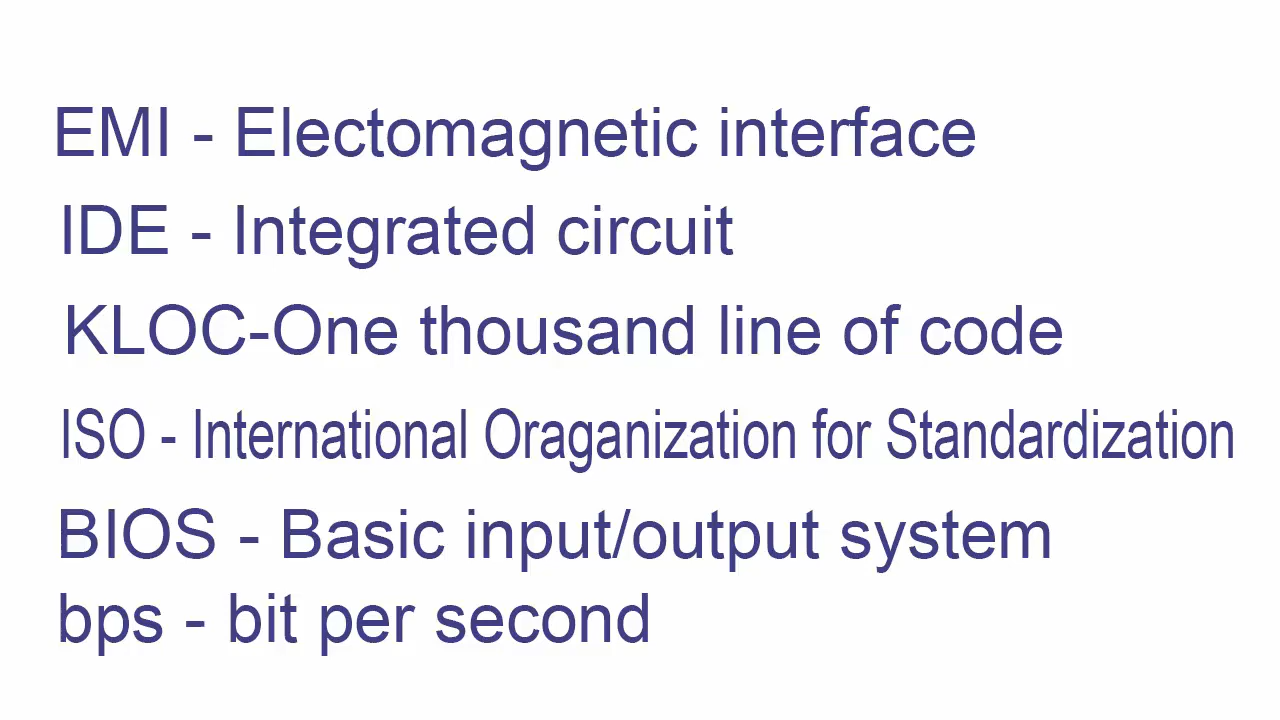 EMI - Electomagnetic interface
IDE - Integrated circuit
KLOC-One thousand line of code
ISO - International Oraganization for Standardization
BIOS - Basic input/output system
bps - bit per second